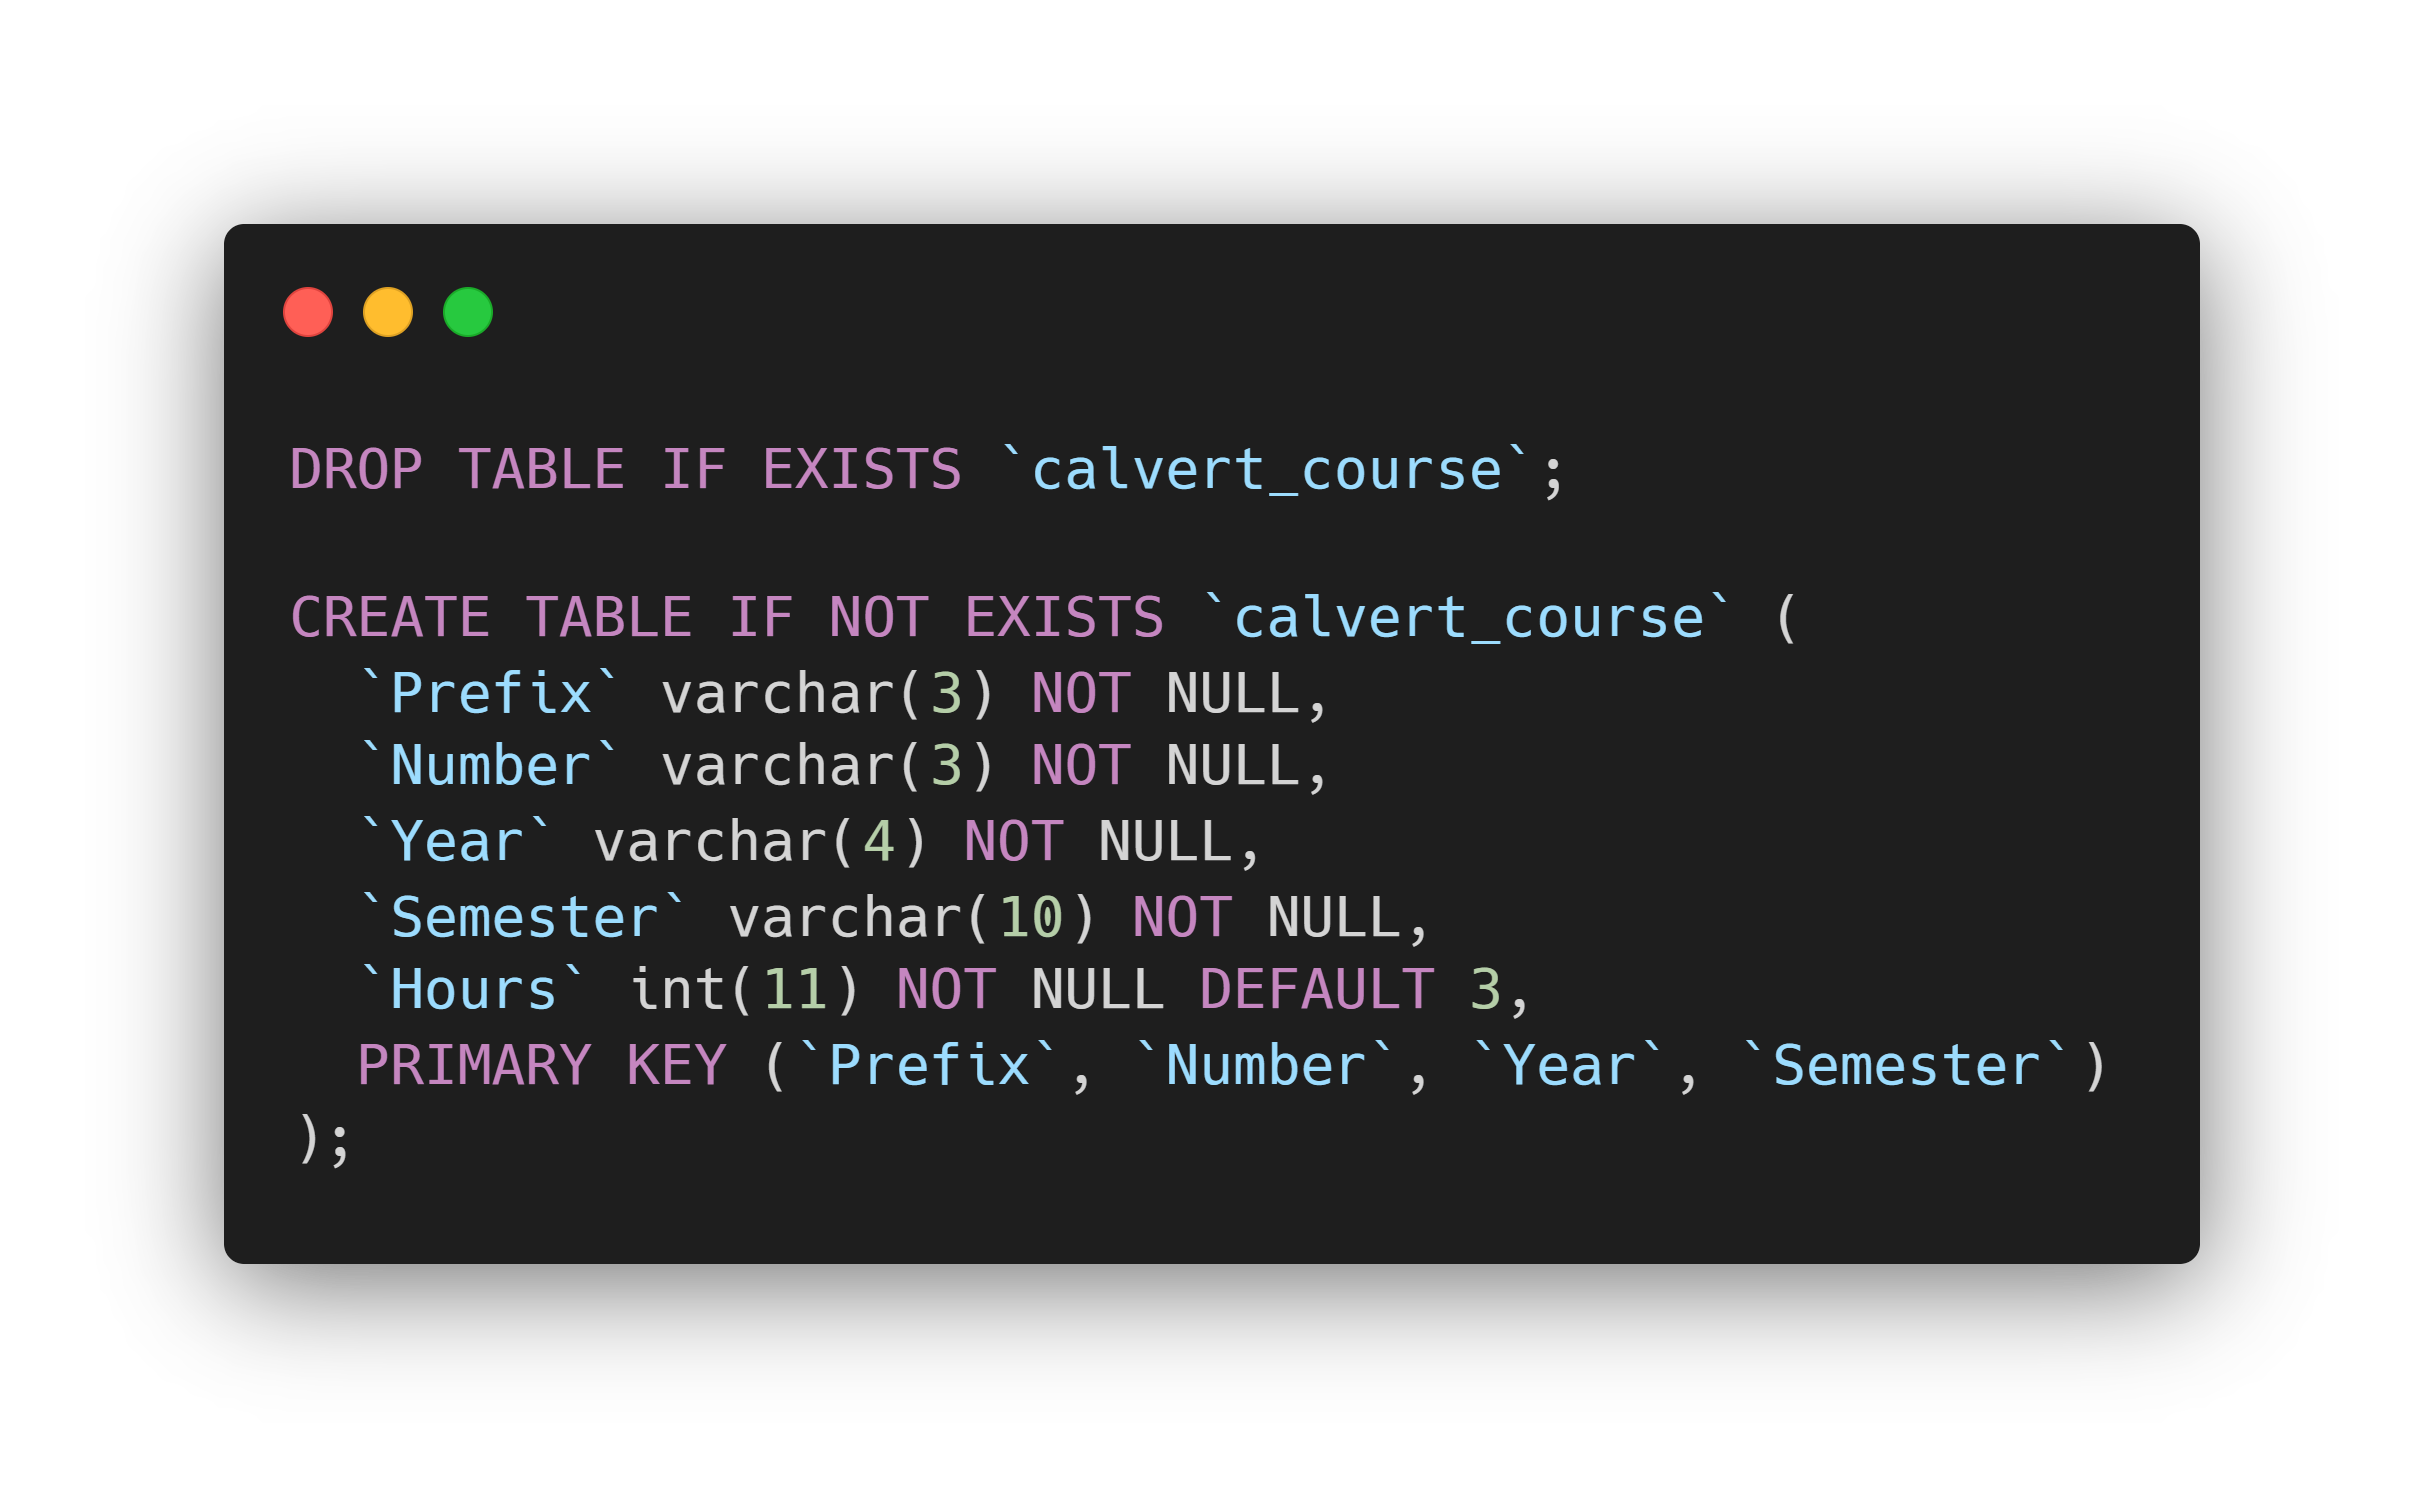 DROP TABLE IF EXISTS `calvert_course`;
CREATE TABLE IF NOT EXISTS `calvert_course` (
  `Prefix` varchar(3) NOT NULL,
  `Number` varchar(3) NOT NULL,
  `Year` varchar(4) NOT NULL,
  `Semester` varchar(10) NOT NULL,
  `Hours` int(11) NOT NULL DEFAULT 3,
  PRIMARY KEY (`Prefix`, `Number`, `Year`, `Semester`)
);